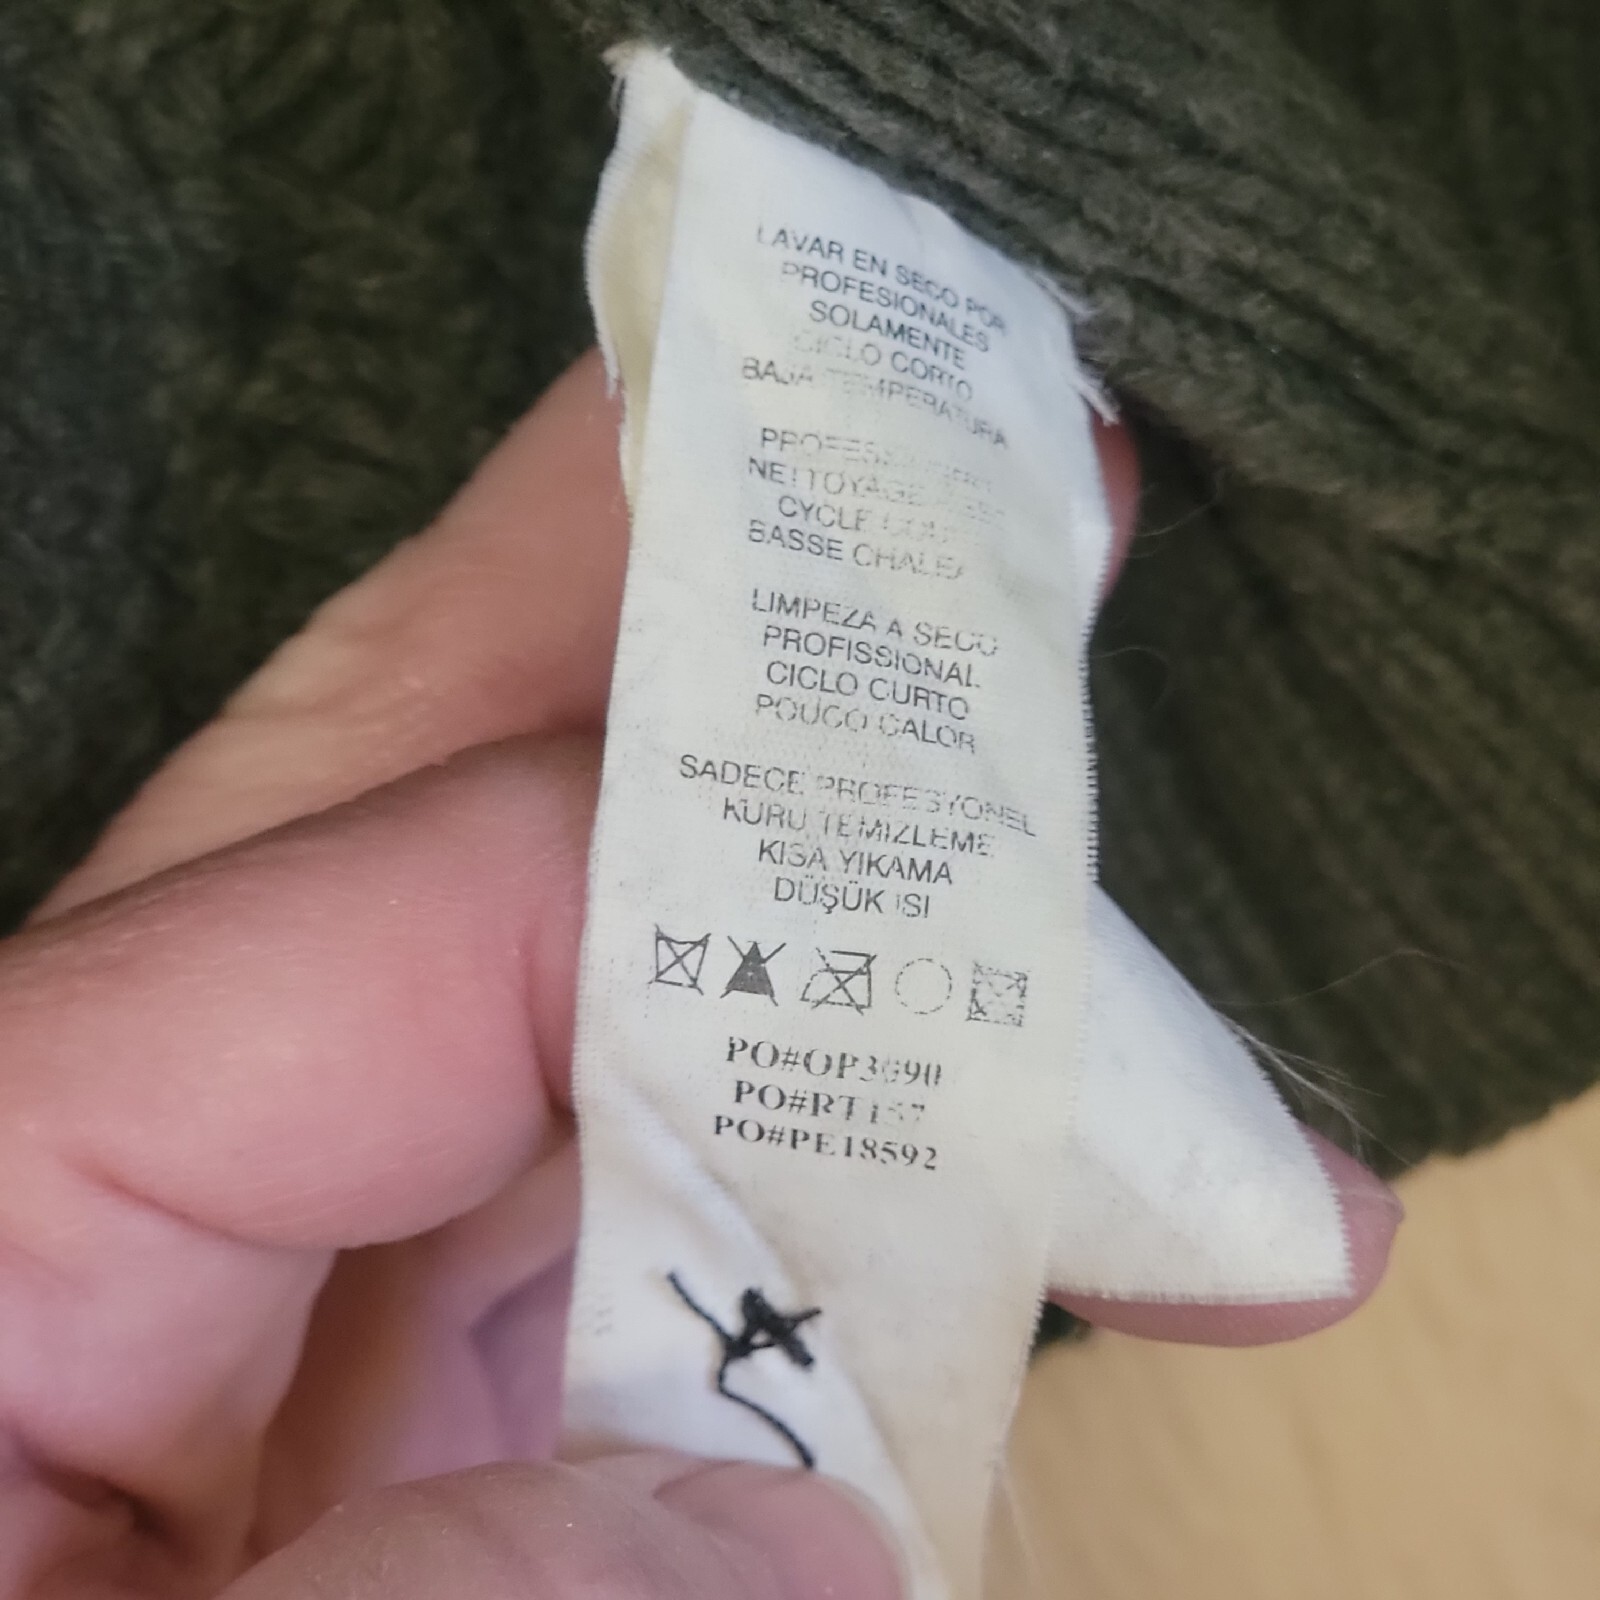 LAVAR EN SECO POR
PROFESIONALES
SOLAMENTE
CICLO CORTO
BAJA TEMPERATURA
NETTOYAGE
CYCLE
BASSE
LIMPEZA A SECO
PROFISSIONAL
CICLO CURTO
POUCO CALOR
SADECE PROFESYONEL
KURU TEMIZLEME
KISA YIKAMA
DÜŞÜK ISI
PO#PE18592